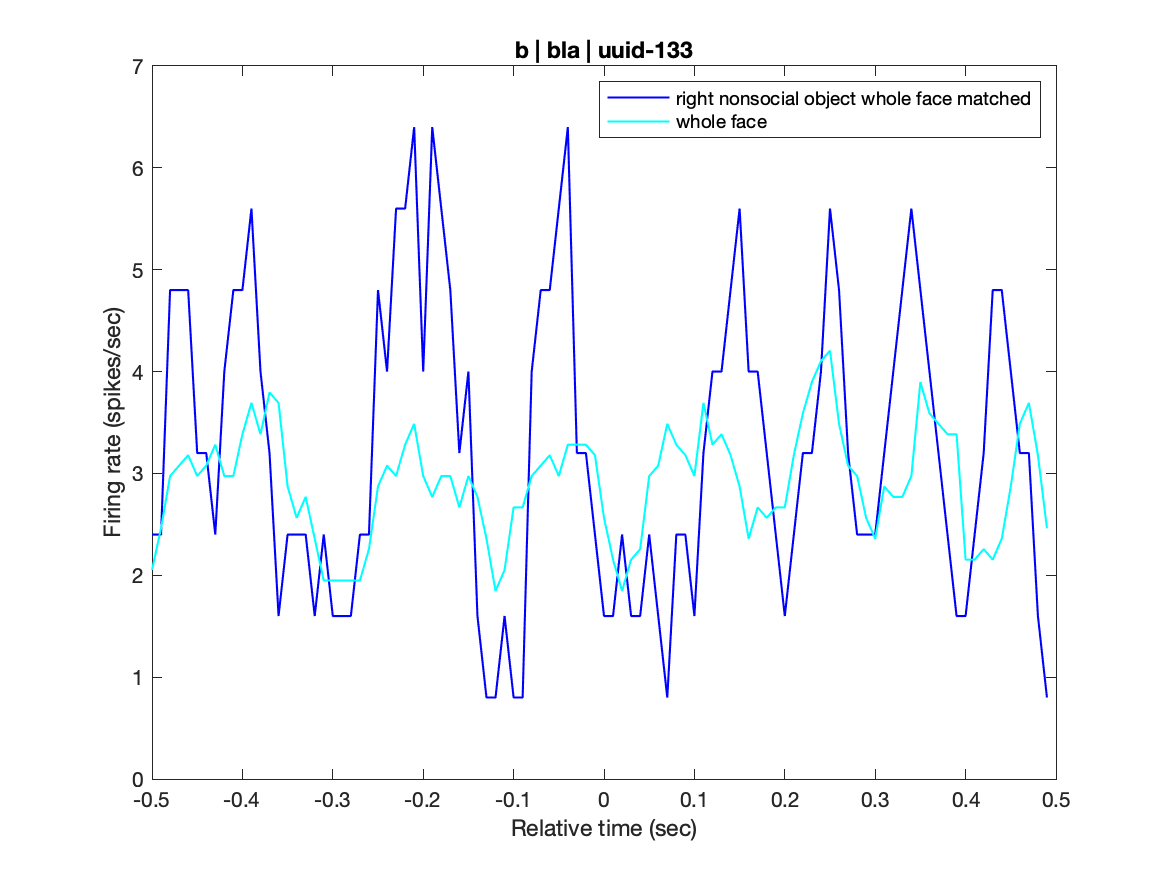 b | bla | uuid-133
right nonsocial object whole face matched
whole face
7
6
5
4
3
2
1
0
Firing rate (spikes/sec)
-0.5 -0.4 -0.3 -0.2 -0.1 0 0.1 0.2 0.3 0.4 0.5
Relative time (sec)